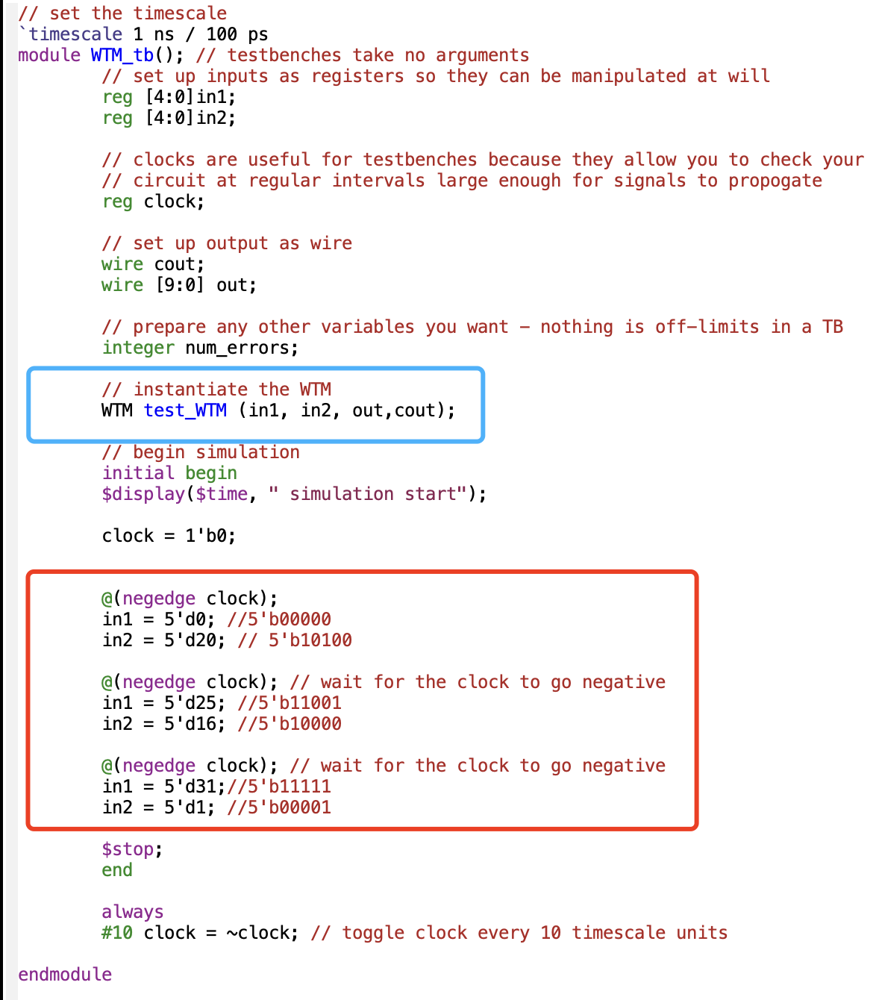 // set the timescale
`timescale 1 ns / 100 ps
module WTM_tb(); // testbenches take no arguments
// set up inputs as registers so they can be manipulated at will
reg [4:0]in1;
reg [4:0]in2;
// clocks are useful for testbenches because they allow you to check your
// circuit at regular intervals large enough for signals to propogate
reg clock;
// set up output as wire
wire cout;
wire [9:0] out;
// prepare any other variables you want – nothing is off–limits in a TB
integer num_errors;
// instantiate the WTM
WTM test_WTM (in1, in2, out,cout);
// begin simulation
initial begin
$display($time, " simulation start");
clock = 1'b0;
@(negedge clock);
in1 = 5'd0; //5'b00000
in2 = 5'd20; // 5'b10100
@(negedge clock); // wait for the clock to go negative
in1 = 5'd25; //5'b11001
in2 = 5'd16; //5'b10000
@(negedge clock); // wait for the clock to go negative
in1 = 5'd31;//5'b11111
in2 = 5'd1; //5'b00001
$stop;
end
always
#10 clock = ~clock; // toggle clock every 10 timescale units
endmodule